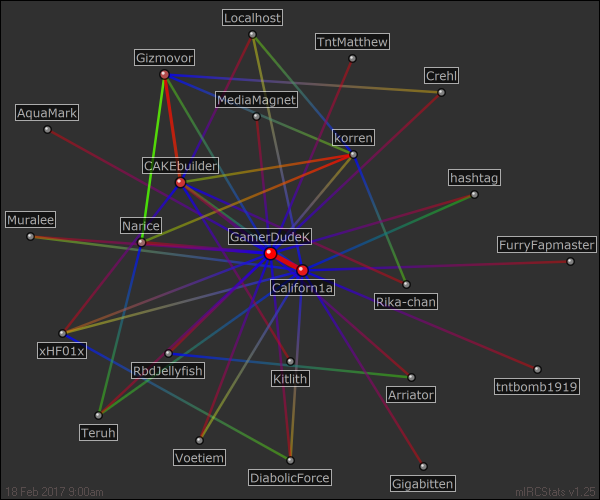 Localhost
TntMatthew
Gizmovor
Crehl
MediaMagnet
AquaMark
korren
CAKEbuilder
hashtag
Muralee
Narice
GamerDudeK
FurryFapmaster
Californ1a
Rika-chan
xHF01x
RbdJellyfish
Kitlith
tntbomb1919
Arriator
Teruh
Voetiem
DiabolicForce
Gigabitten
18 Feb 2017 9:00am
mIRCStats v1.25